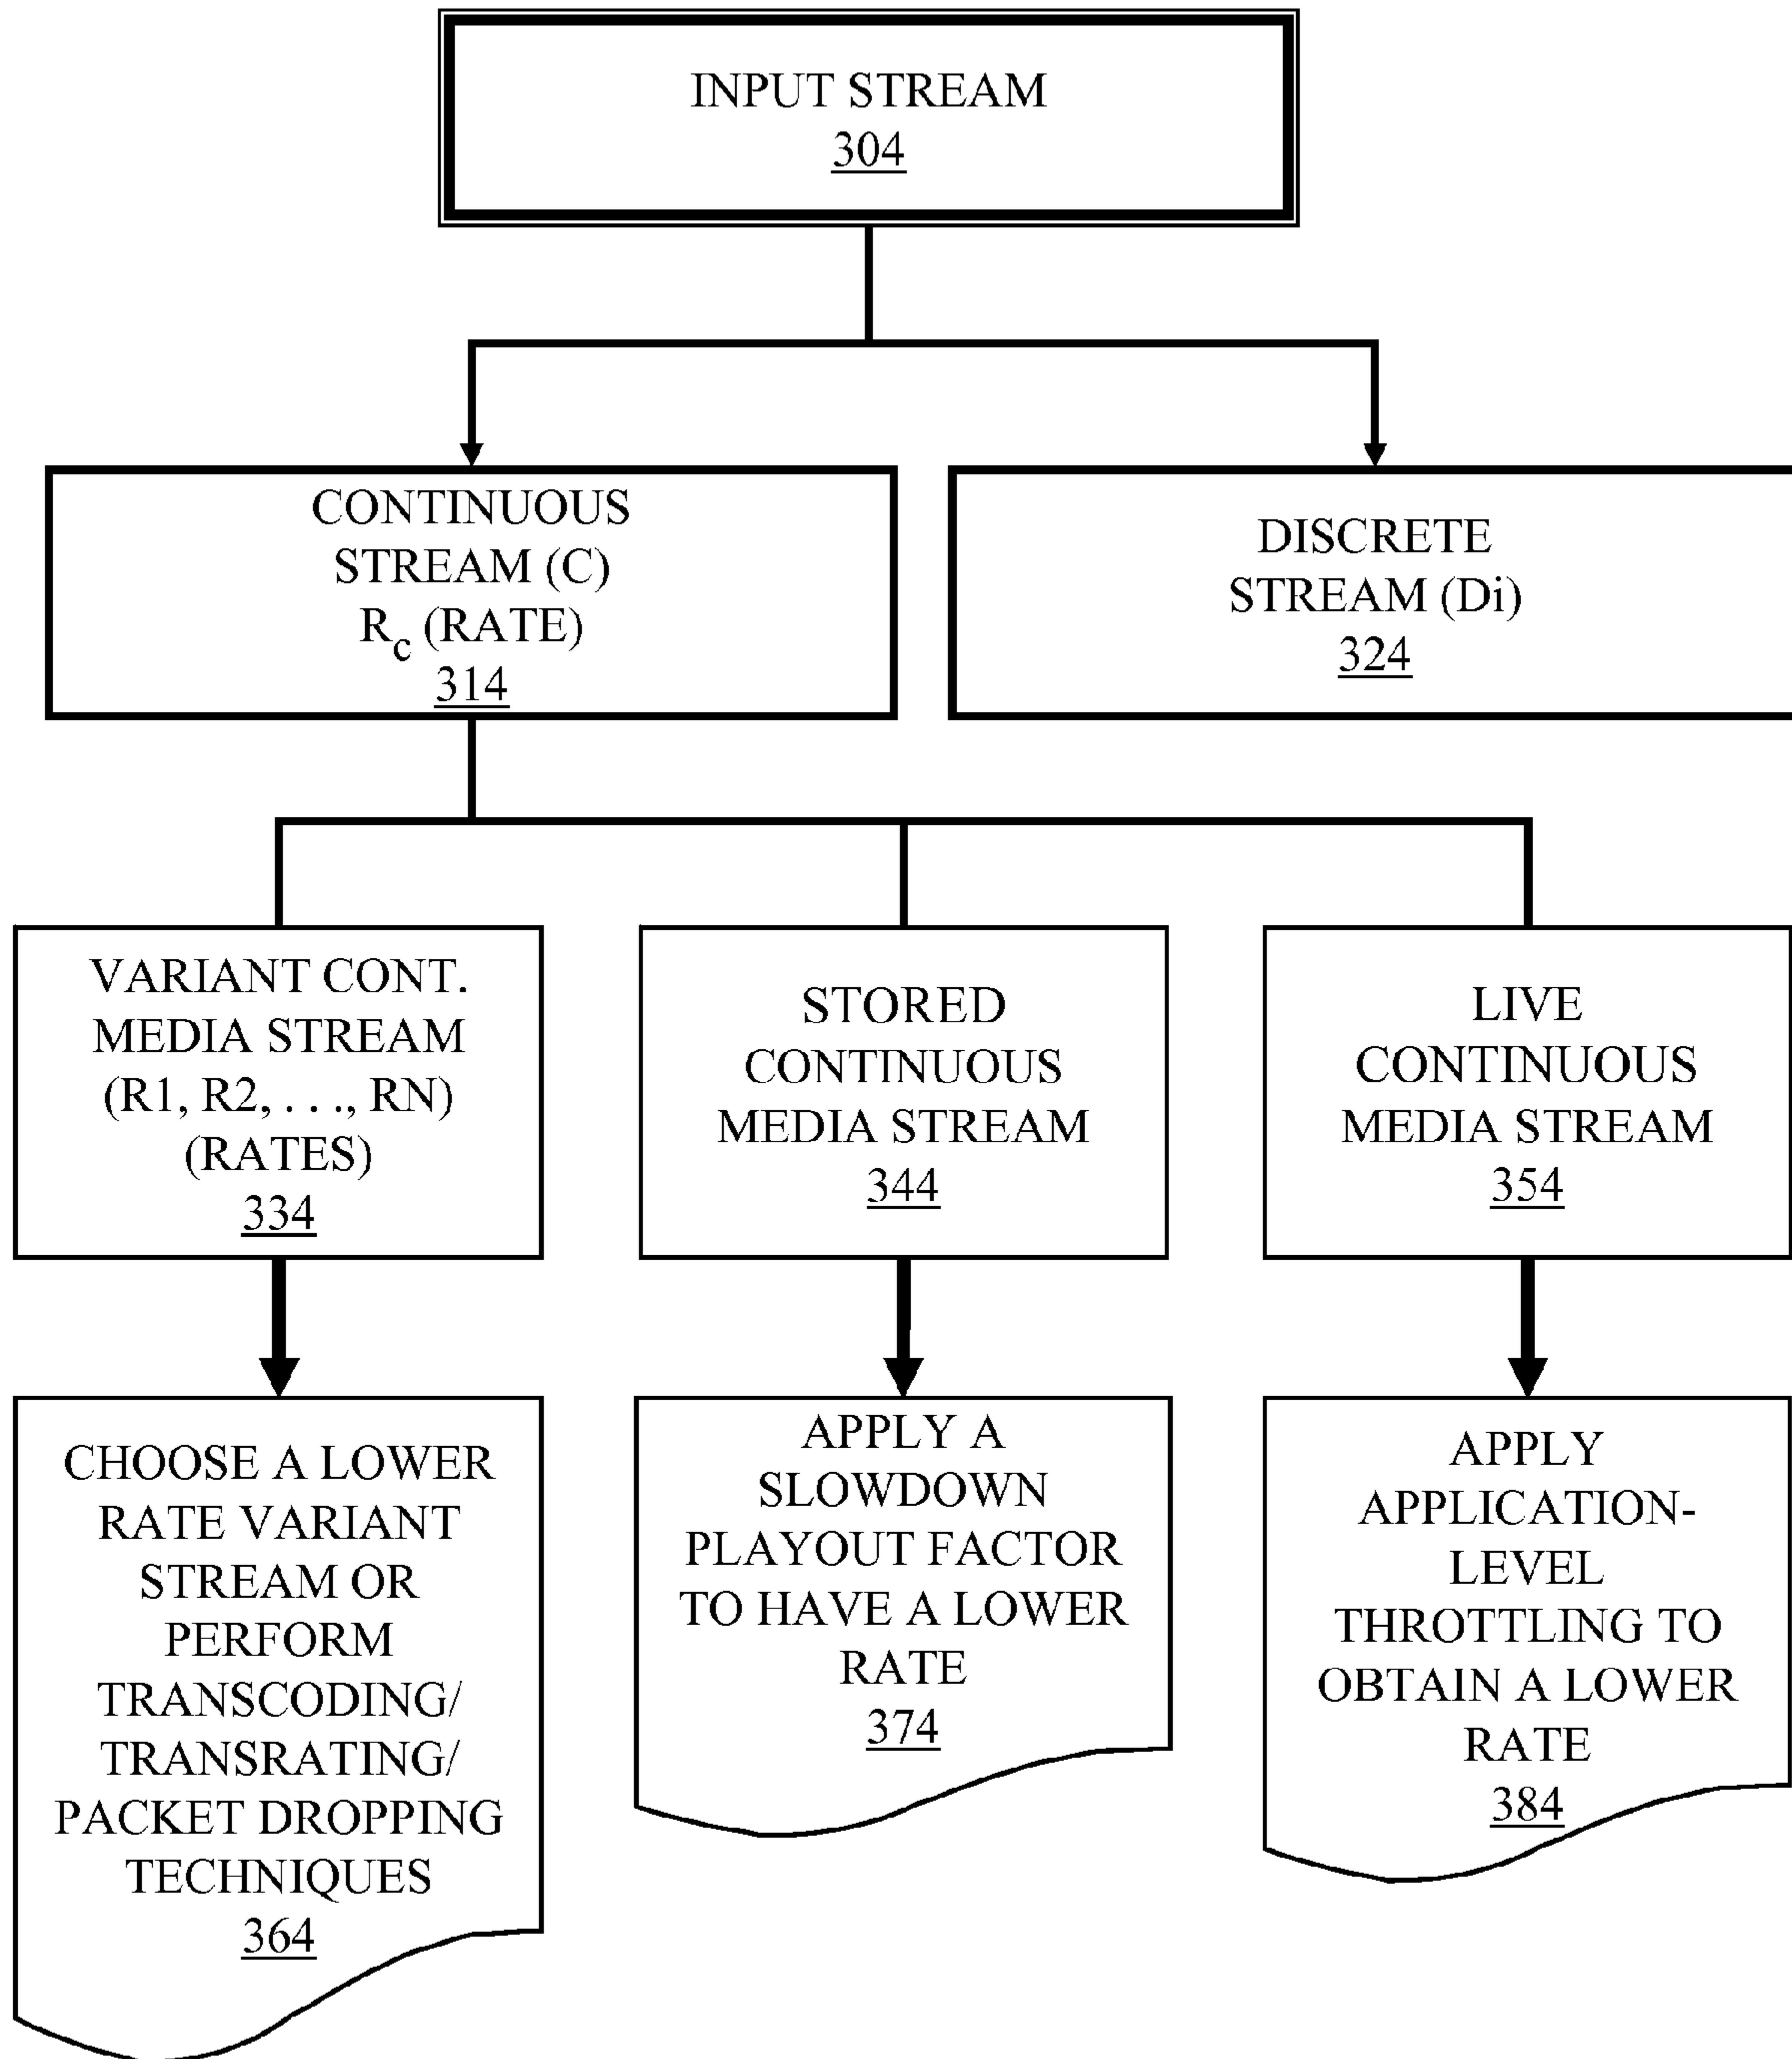 INPUT STREAM
304
CONTINUOUS
STREAM (C)
Rc (RATE)
314
DISCRETE
STREAM (Di)
324
VARIANT CONT.
MEDIA STREAM
(R1, R2, . . ., RN)
(RATES)
334
STORED
CONTINUOUS
MEDIA STREAM
344
LIVE
CONTINUOUS
MEDIA STREAM
354
CHOOSE A LOWER
RATE VARIANT
STREAM OR
PERFORM
TRANSCODING/
TRANSRATING/
PACKET DROPPING
TECHNIQUES
364
APPLY A
SLOWDOWN
PLAYOUT FACTOR
TO HAVE A LOWER
RATE
374
APPLY
APPLICATION-
LEVEL
THROTTLING TO
OBTAIN A LOWER
RATE
384